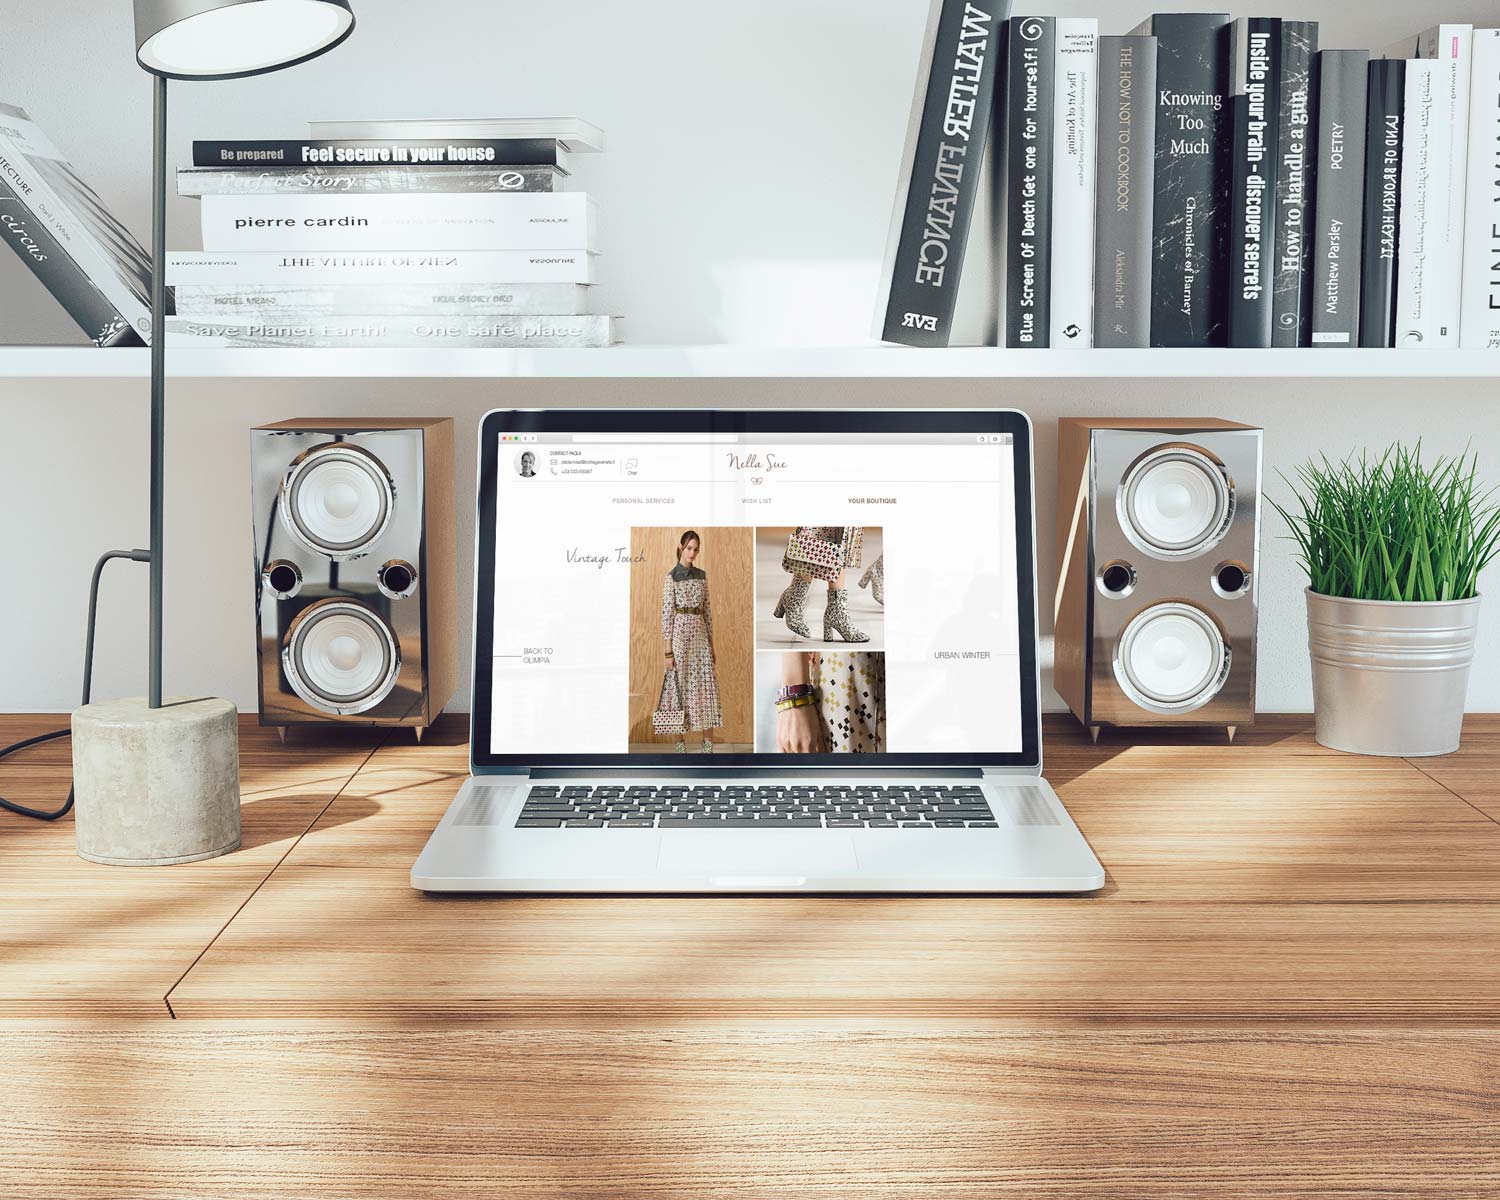 circus
Be prepared Feel secure in your house
Perfect Story
pierre cardin
ASSOULINE
THE ALLURE OF MEN
ASSOULINE
HOTEL MEMO
TRUE STORY BRO
Save Planet Earth! One safe place
WALTER FINANCE
EVR
Blue Screen Of Death Get one for yourself!
The Art of Knitting
THE HOW NOT TO COOKBOOK
Aleksandra Mir
Knowing
Too
Much
Chronicles of Barney
Inside your brain - discover secrets
How to handle a gun
POETRY
Matthew Parsley
LAND OF BROKEN HEARTS
CONTACT PAOLA
Chat
Nella Sue
PERSONAL SERVICES
WISH LIST
YOUR BOUTIQUE
Vintage Touch
BACK TO
OLIMPIA
URBAN WINTER